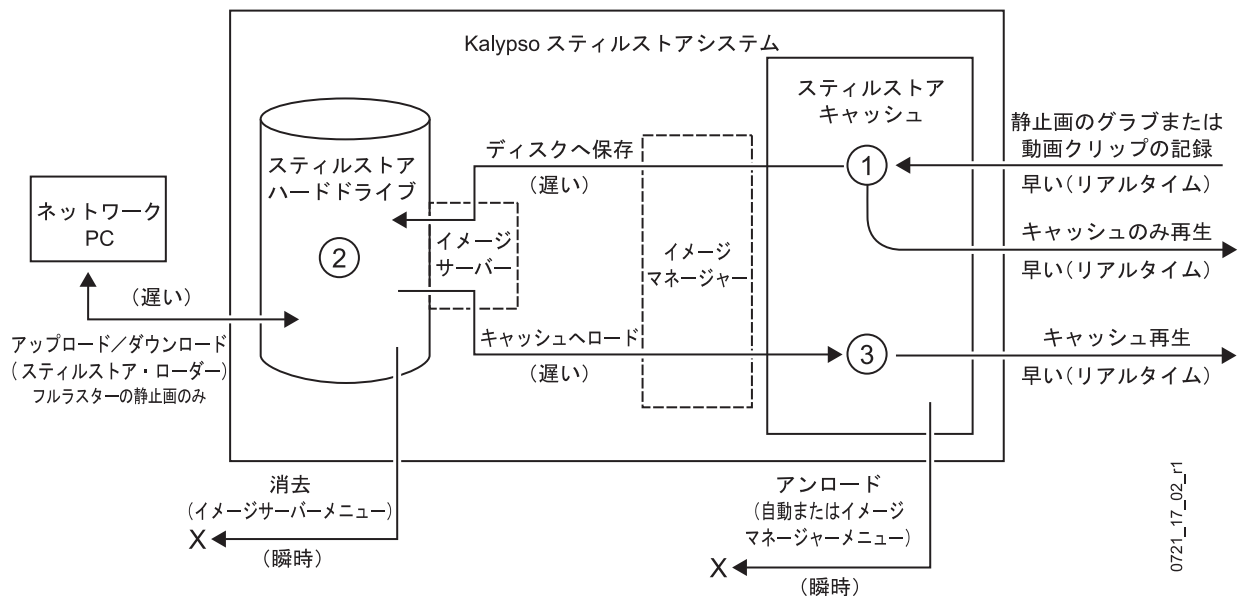 Kalypso スティルストアシステム
スティルストア
キャッシュ
静止画のグラブまたは
動画クリップの記録
早い(リアルタイム)
①
ディスクへ保存
(遅い)
スティルストア
ハードドライブ
②
イメージ
サーバー
イメージ
マネージャー
ネットワーク
PC
キャッシュのみ再生
早い(リアルタイム)
(遅い)
アップロード／ダウンロード
(スティルストア・ローダー)
フルラスターの静止画のみ
キャッシュへロード
(遅い)
③
キャッシュ再生
早い(リアルタイム)
消去
(イメージサーバーメニュー)
X
(瞬時)
アンロード
(自動またはイメージ
マネージャーメニュー)
X
(瞬時)
0721_17_02_r1